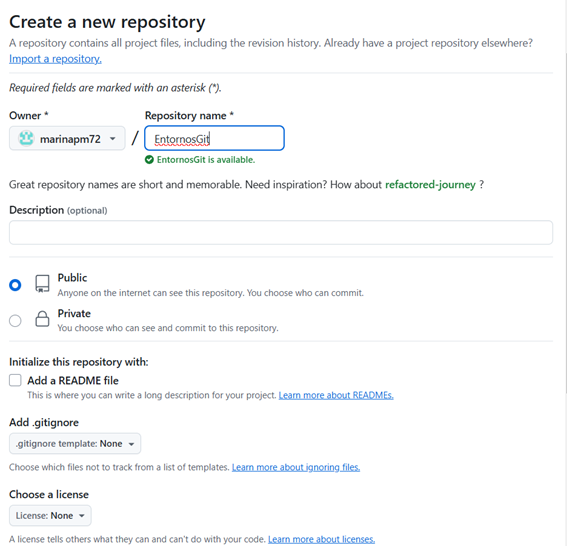 Create a new repository
A repository contains all project files, including the revision history. Already have a project repository elsewhere?
Import a repository.
Required fields are marked with an asterisk (*).
Owner * Repository name *
marinapm72 / EntornosGit
EntornosGit is available.
Great repository names are short and memorable. Need inspiration? How about refactored-journey ?
Description (optional)
Public
Anyone on the internet can see this repository. You choose who can commit.
Private
You choose who can see and commit to this repository.
Initialize this repository with:
Add a README file
This is where you can write a long description for your project. Learn more about READMEs.
Add .gitignore
.gitignore template: None
Choose which files not to track from a list of templates. Learn more about ignoring files.
Choose a license
License: None
A license tells others what they can and can't do with your code. Learn more about licenses.